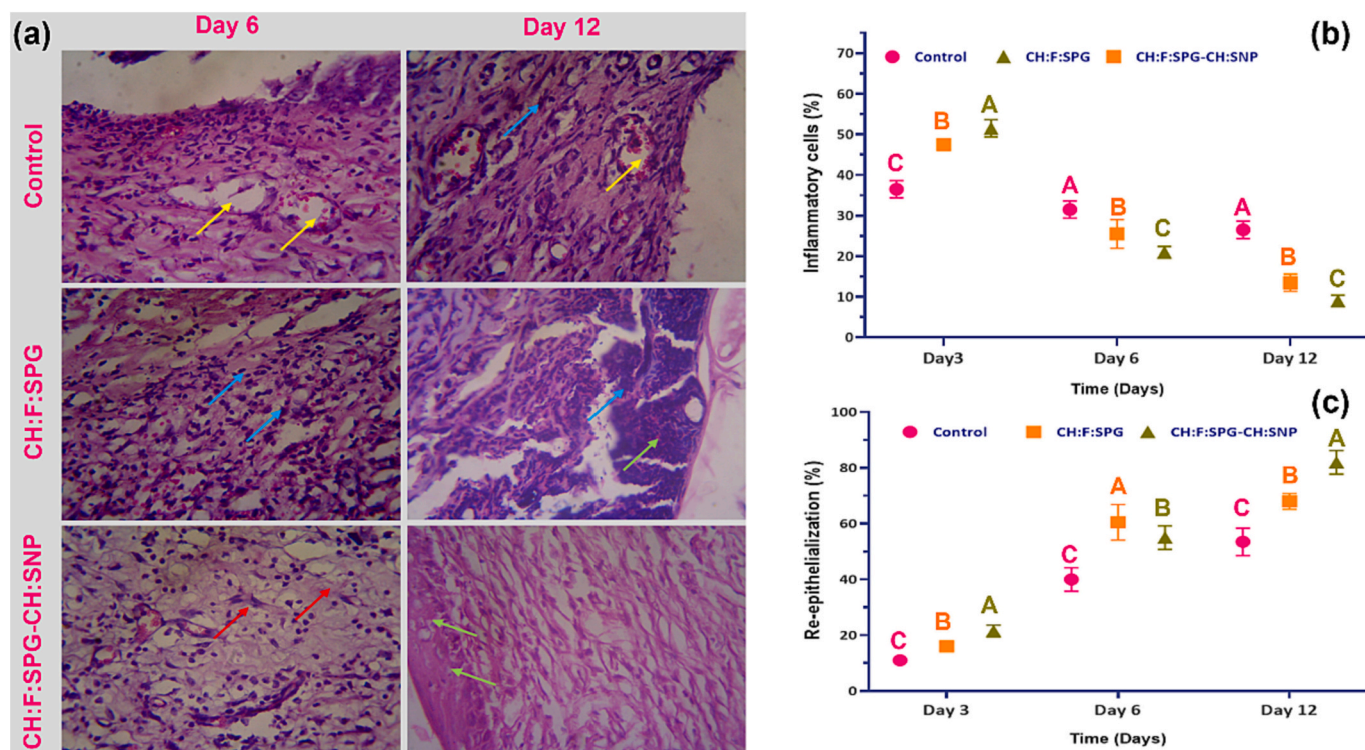 (a)
Day 6
Day 12
Control
CH:F:SPG
CH:F:SPG-CH:SNP
(b)
Control
CH:F:SPG
CH:F:SPG-CH:SNP
Inflammatory cells (%)
70
60
50
40
30
20
10
0
C
B
A
A
B
C
A
B
C
Day3
Day 6
Day 12
Time (Days)
(c)
Control
CH:F:SPG
CH:F:SPG-CH:SNP
Re-epithelialization (%)
100
80
60
40
20
0
C
B
A
C
A
B
C
B
A
Day 3
Day 6
Day 12
Time (Days)